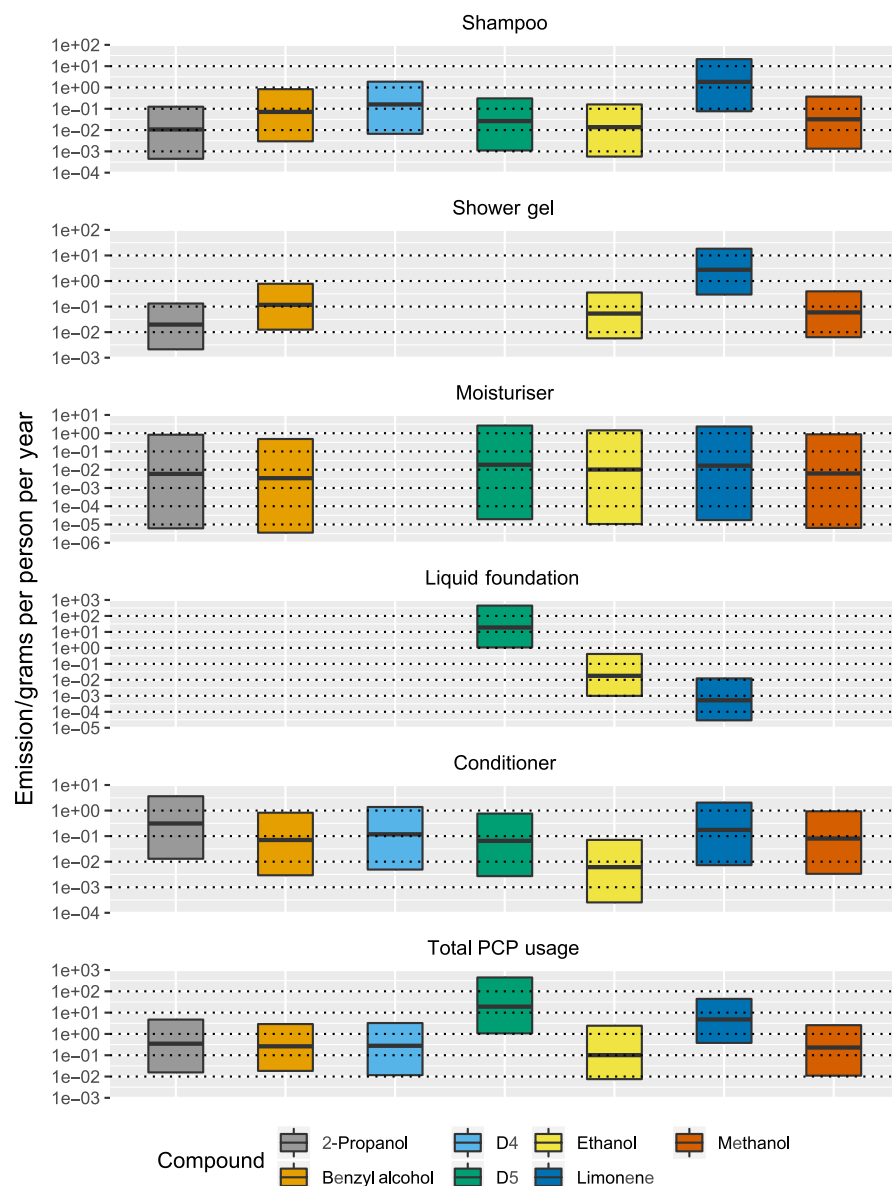 Shampoo
1e+02
1e+01
1e+00
1e−01
1e−02
1e−03
1e−04
Shower gel
1e+02
1e+01
1e+00
1e−01
1e−02
1e−03
Moisturiser
1e+01
1e+00
1e−01
1e−02
1e−03
1e−04
1e−05
1e−06
Emission/grams per person per year
Liquid foundation
1e+03
1e+02
1e+01
1e+00
1e−01
1e−02
1e−03
1e−04
1e−05
Conditioner
1e+01
1e+00
1e−01
1e−02
1e−03
1e−04
Total PCP usage
1e+03
1e+02
1e+01
1e+00
1e−01
1e−02
1e−03
Compound
2-Propanol D4 Ethanol Methanol
Benzyl alcohol D5 Limonene